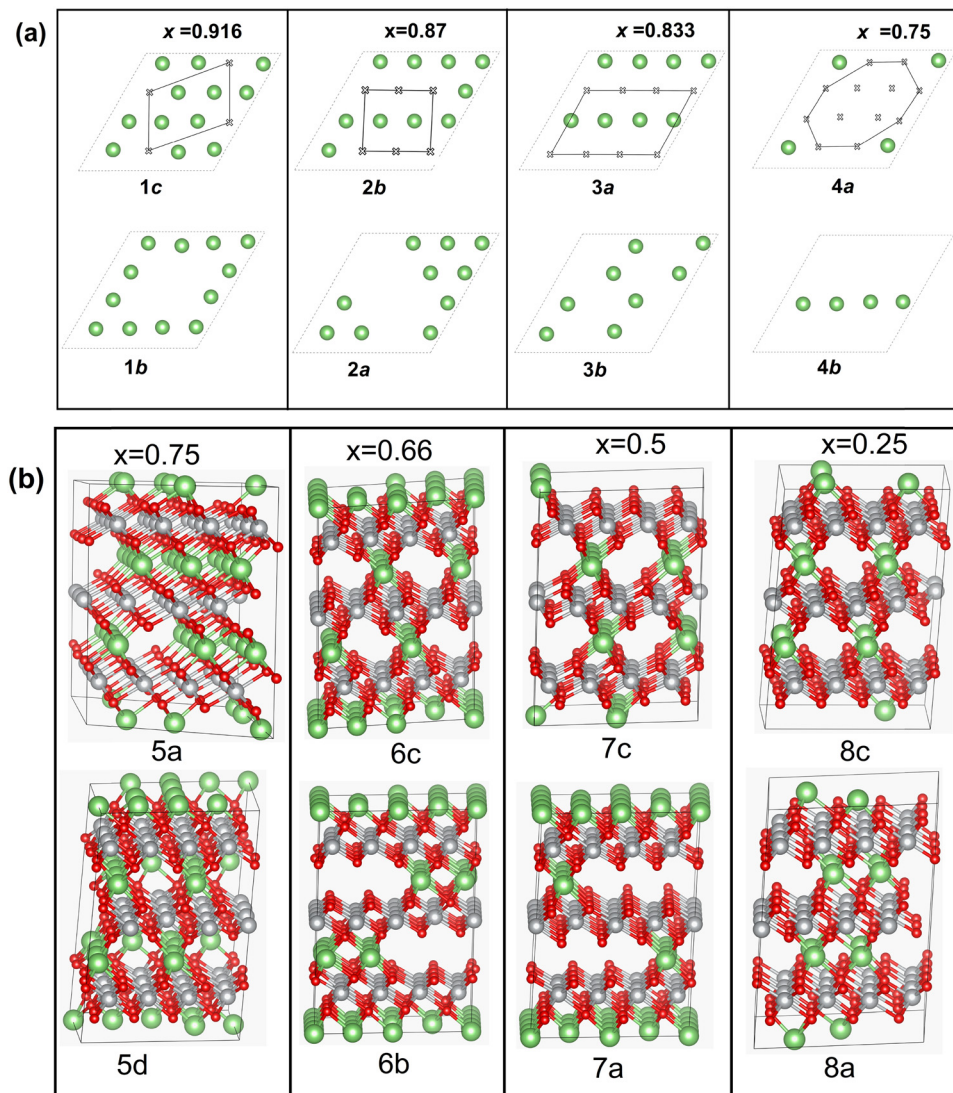 (a)
x =0.916 x=0.87 x =0.833 x =0.75
1c 2b 3a 4a
1b 2a 3b 4b
(b)
x=0.75 x=0.66 x=0.5 x=0.25
5a 6c 7c 8c
5d 6b 7a 8a